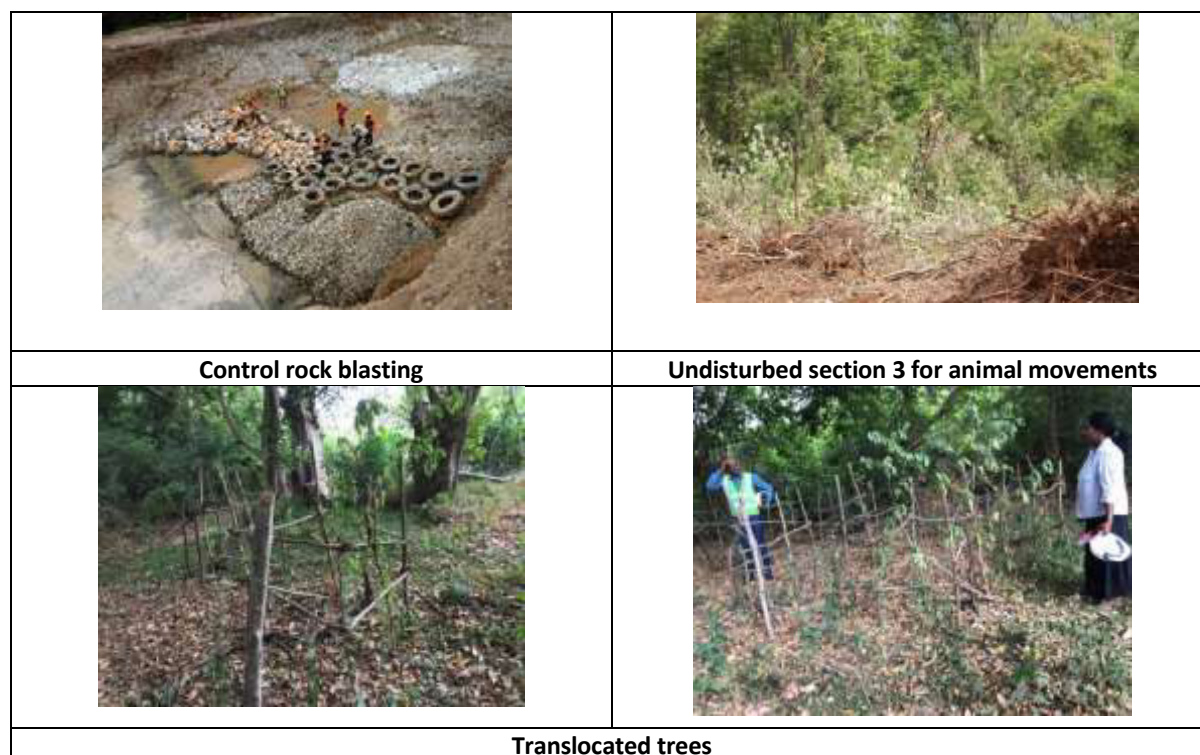 Control rock blasting
Undisturbed section 3 for animal movements
Translocated trees